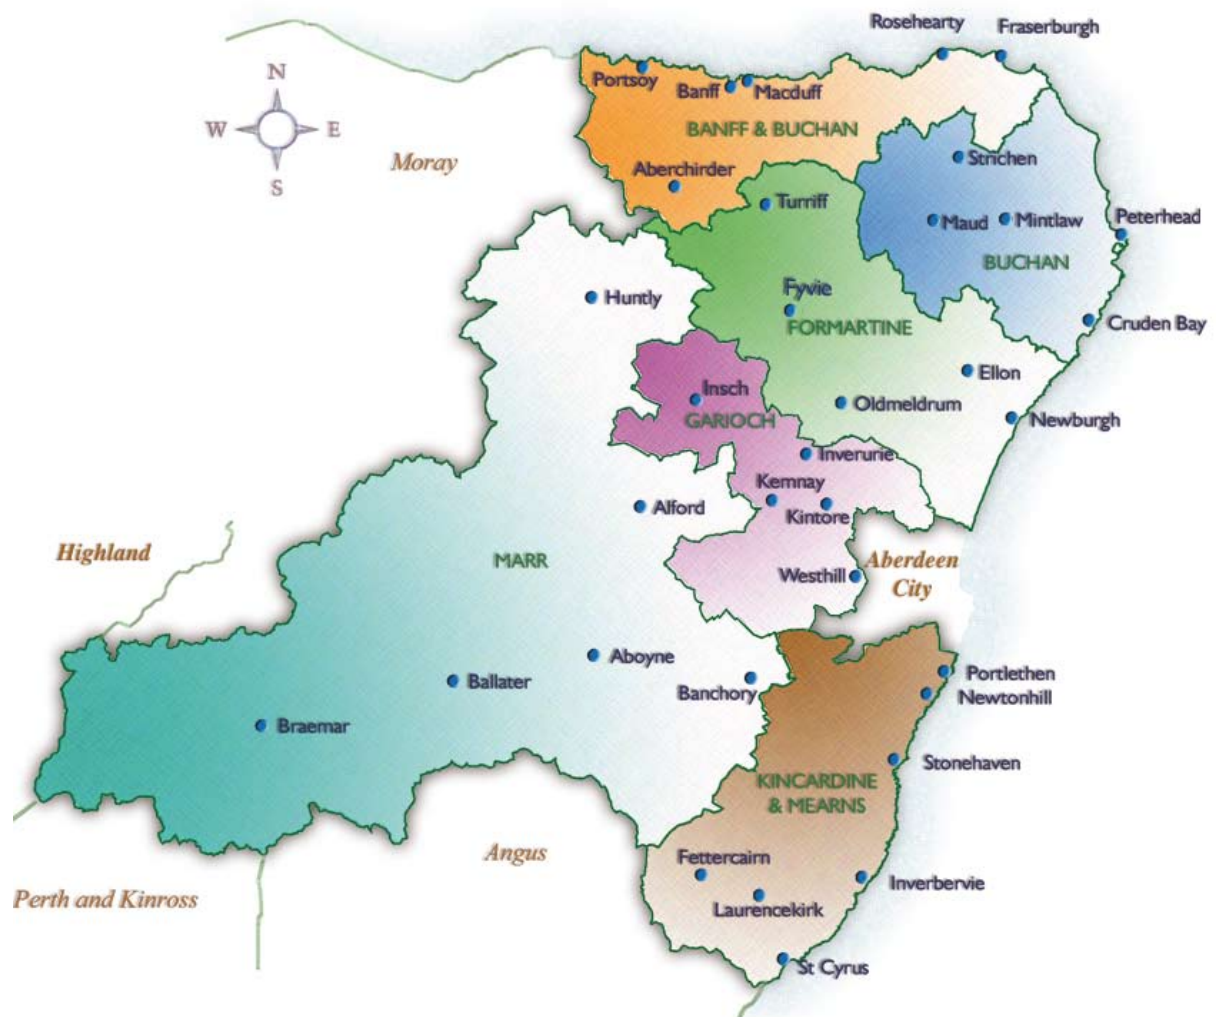 Rosehearty
Fraserburgh
Portsoy
Banff
Macduff
N
W
E
S
BANFF & BUCHAN
Moray
Strichen
Aberchirder
Turriff
Maud
Mintlaw
Peterhead
BUCHAN
Huntly
Fyvie
FORMARTINE
Cruden Bay
Ellon
Insch
Oldmeldrum
GARIOCH
Newburgh
Inverurie
Kemnay
Alford
Kintore
Highland
MARR
Westhill
Aberdeen
City
Aboyne
Ballater
Banchory
Portlethen
Newtonhill
Braemar
Stonehaven
KINCARDINE
& MEARNS
Angus
Fettercairn
Inverbervie
Perth and Kinross
Laurencekirk
St Cyrus